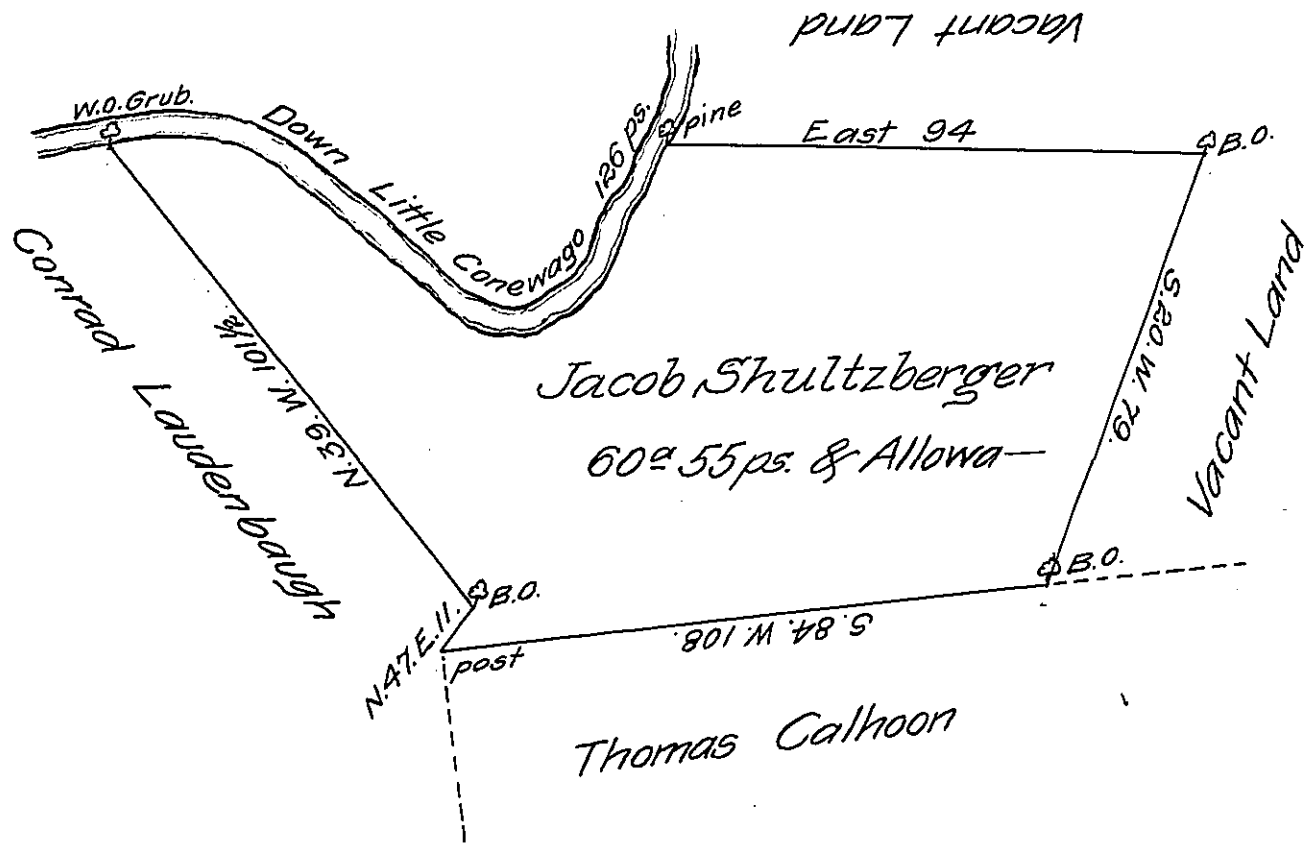 Vacant Land
W.O. Grub.
Down Little Conewago 126 ps.
pine
East 94
B.O.
S. 20. W. 79.
Vacant Land
Conrad Laudenbaugh
N. 39. W. 101½
Jacob Shultzberger
60a 55ps. & Allowa—
B.O.
B.O.
N. 47. E. 11.
post
S. 84. W. 108.
Thomas Calhoon